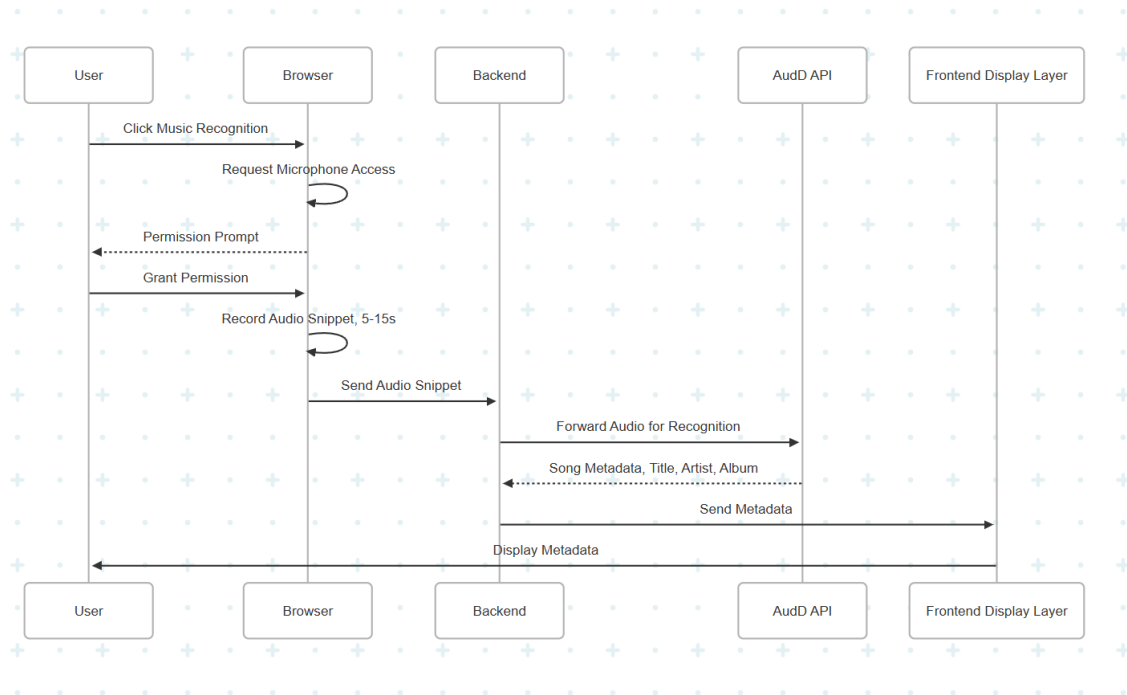 User
Browser
Backend
AudD API
Frontend Display Layer
Click Music Recognition
Request Microphone Access
Permission Prompt
Grant Permission
Record Audio Snippet, 5-15s
Send Audio Snippet
Forward Audio for Recognition
Song Metadata, Title, Artist, Album
Send Metadata
Display Metadata
User
Browser
Backend
AudD API
Frontend Display Layer